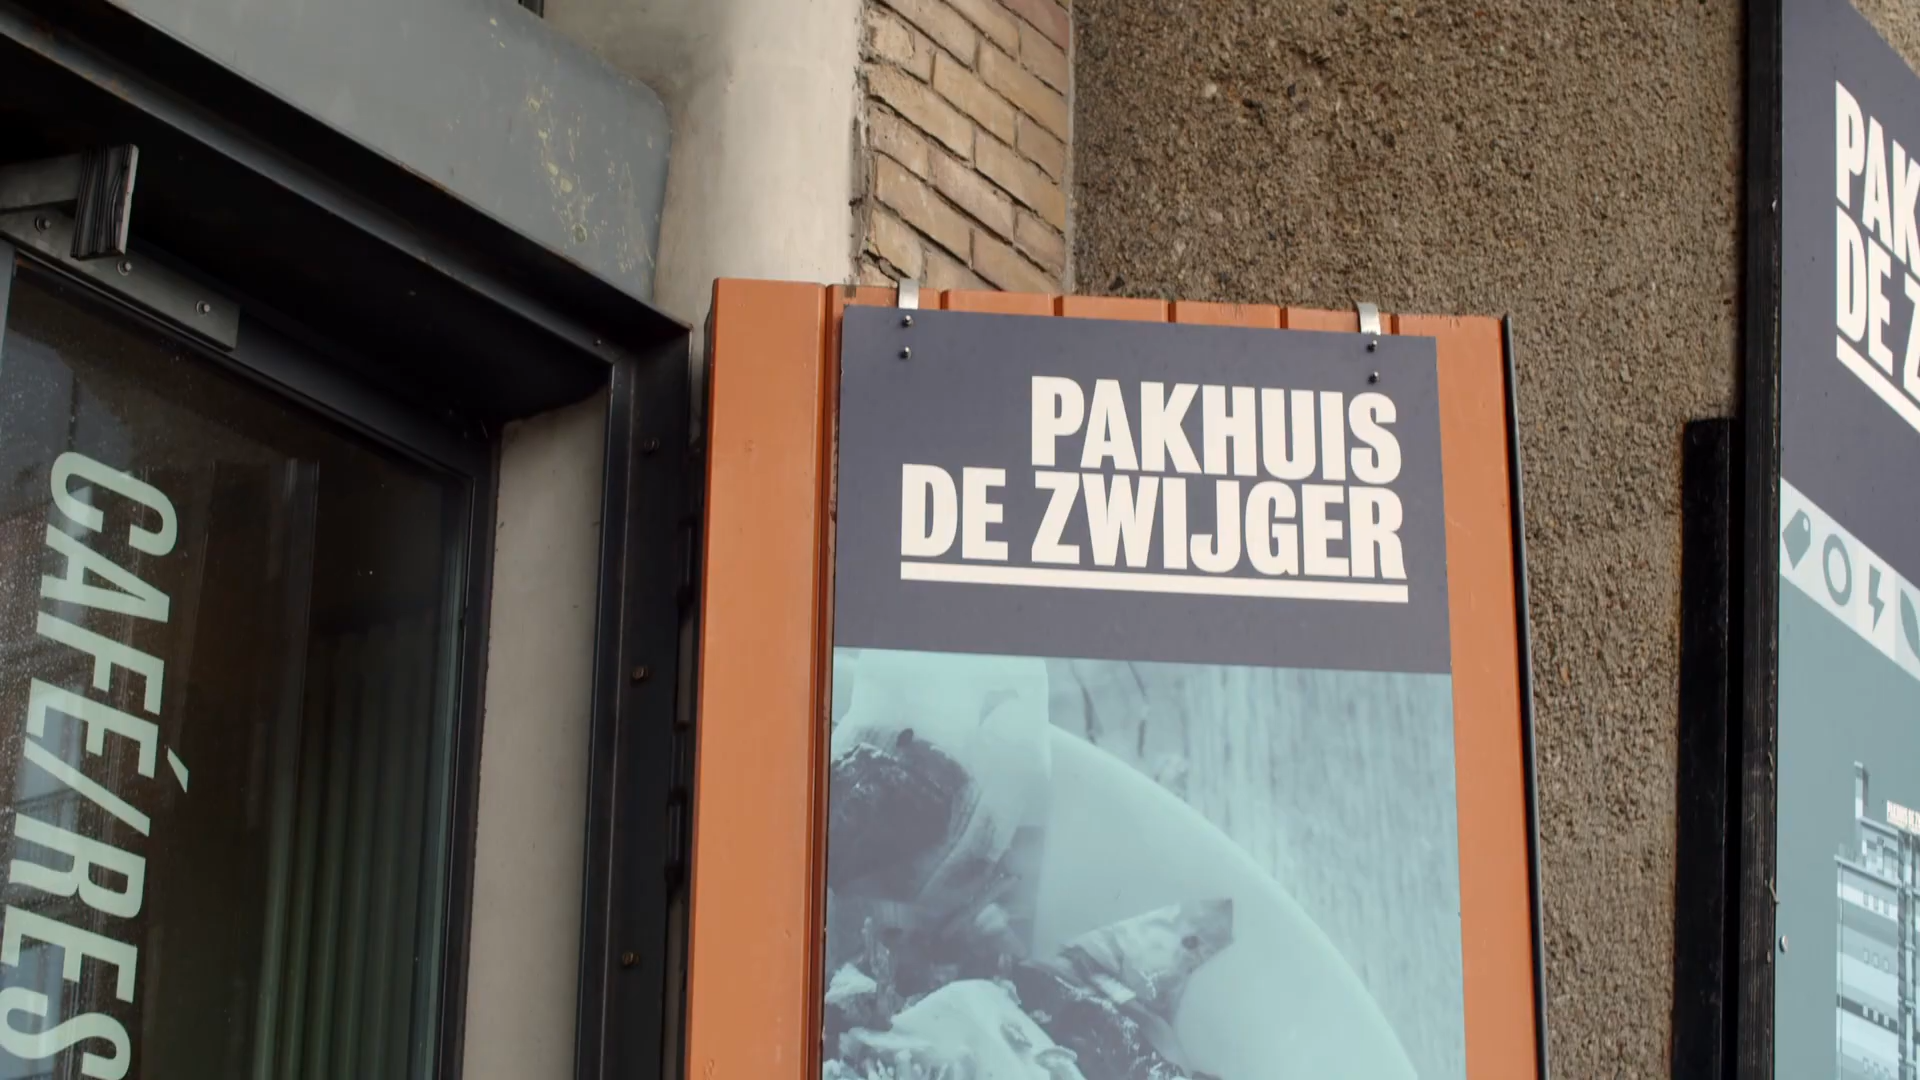 CAFÉ/RES
PAKHUIS
DE ZWIJGER
PAK
DE Z